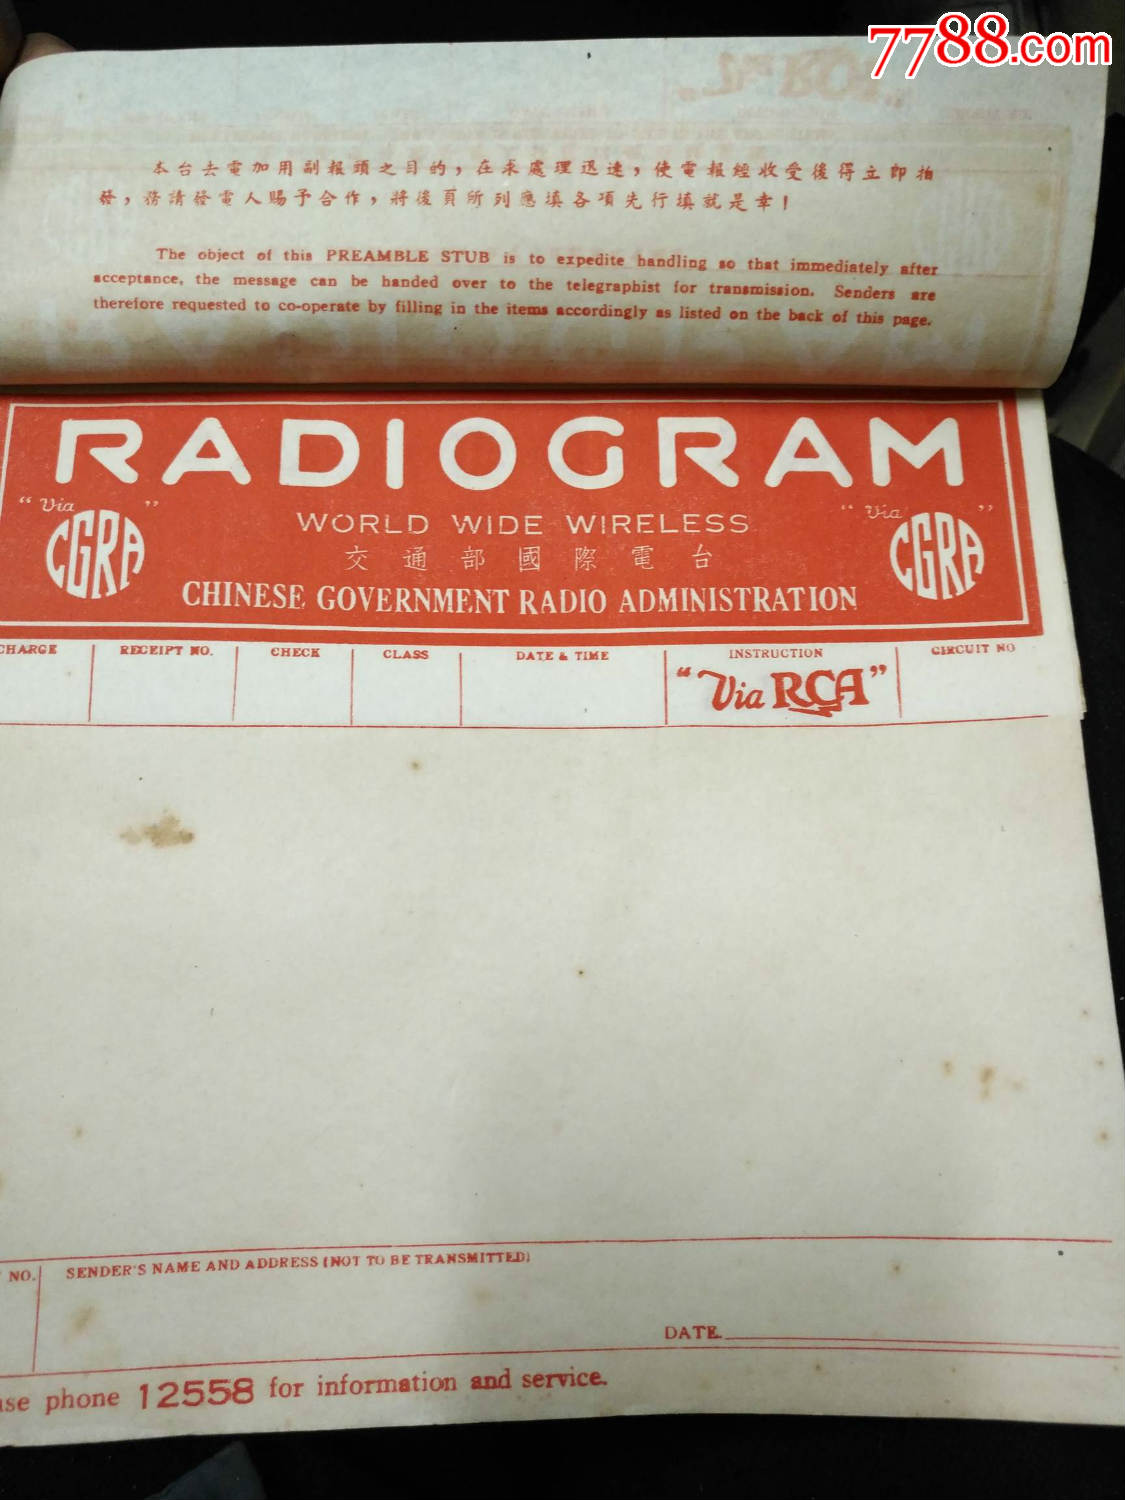 7788.com
本台去電加用副報頭之目的，在求處理迅速，使電報經收受後得立即拍
發，務請發電人賜予合作，將後頁所列應填各項先行填就是幸！
The object of this PREAMBLE STUB is to expedite handling so that immediately after
acceptance, the message can be handed over to the telegraphist for transmission. Senders are
therefore requested to co-operate by filling in the items accordingly as listed on the back of this page.
RADIOGRAM
"Via CGRA"
WORLD WIDE WIRELESS
"Via CGRA"
交通部國際電台
CHINESE GOVERNMENT RADIO ADMINISTRATION
CHARGE RECEIPT NO. CHECK CLASS DATE & TIME INSTRUCTION CIRCUIT NO
"Via RCA"
NO. SENDER'S NAME AND ADDRESS (NOT TO BE TRANSMITTED)
DATE
phone 12558 for information and service.